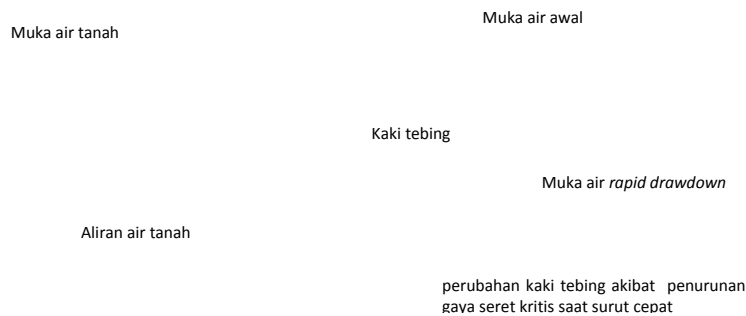 Muka air awal
Muka air tanah
Kaki tebing
Muka air rapid drawdown
Aliran air tanah
perubahan kaki tebing akibat penurunan
gaya seret kritis saat surut cepat